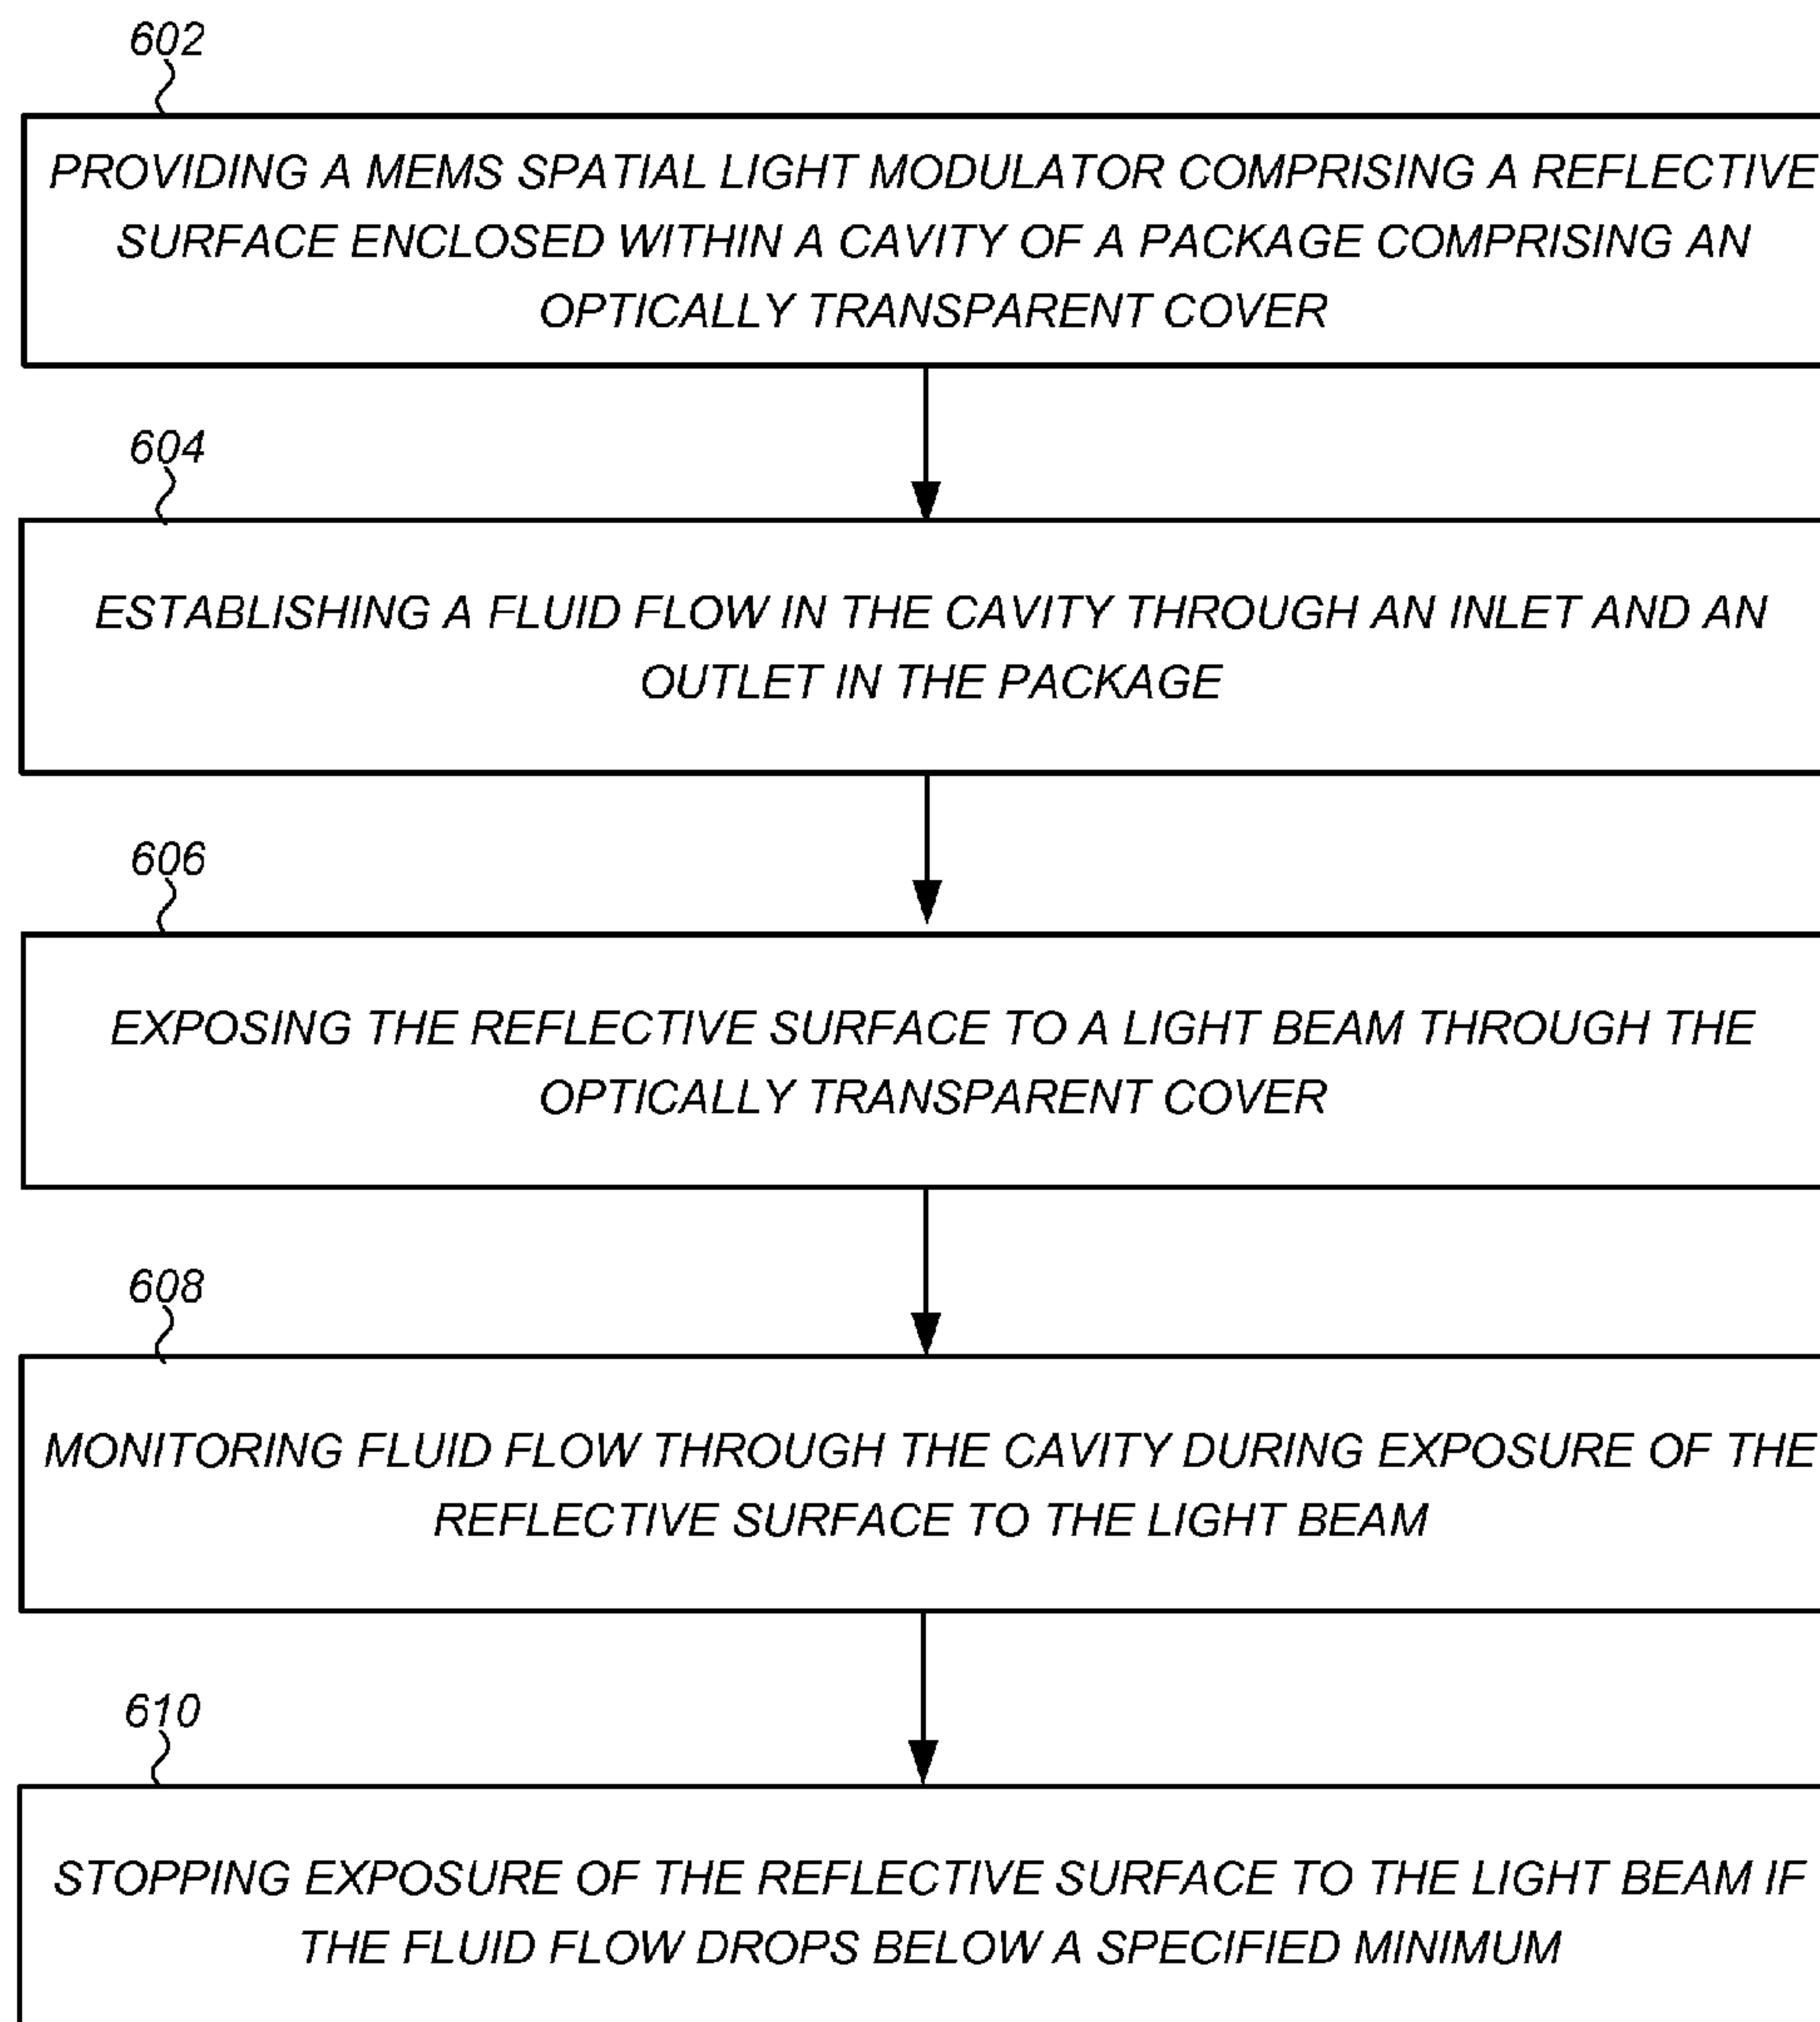 602
PROVIDING A MEMS SPATIAL LIGHT MODULATOR COMPRISING A REFLECTIVE
SURFACE ENCLOSED WITHIN A CAVITY OF A PACKAGE COMPRISING AN
OPTICALLY TRANSPARENT COVER
604
ESTABLISHING A FLUID FLOW IN THE CAVITY THROUGH AN INLET AND AN
OUTLET IN THE PACKAGE
606
EXPOSING THE REFLECTIVE SURFACE TO A LIGHT BEAM THROUGH THE
OPTICALLY TRANSPARENT COVER
608
MONITORING FLUID FLOW THROUGH THE CAVITY DURING EXPOSURE OF THE
REFLECTIVE SURFACE TO THE LIGHT BEAM
610
STOPPING EXPOSURE OF THE REFLECTIVE SURFACE TO THE LIGHT BEAM IF
THE FLUID FLOW DROPS BELOW A SPECIFIED MINIMUM